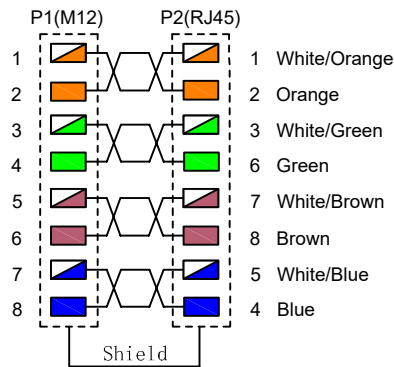 P1(M12) P2(RJ45)
1 1 White/Orange
2 2 Orange
3 3 White/Green
4 6 Green
5 7 White/Brown
6 8 Brown
7 5 White/Blue
8 4 Blue
Shield